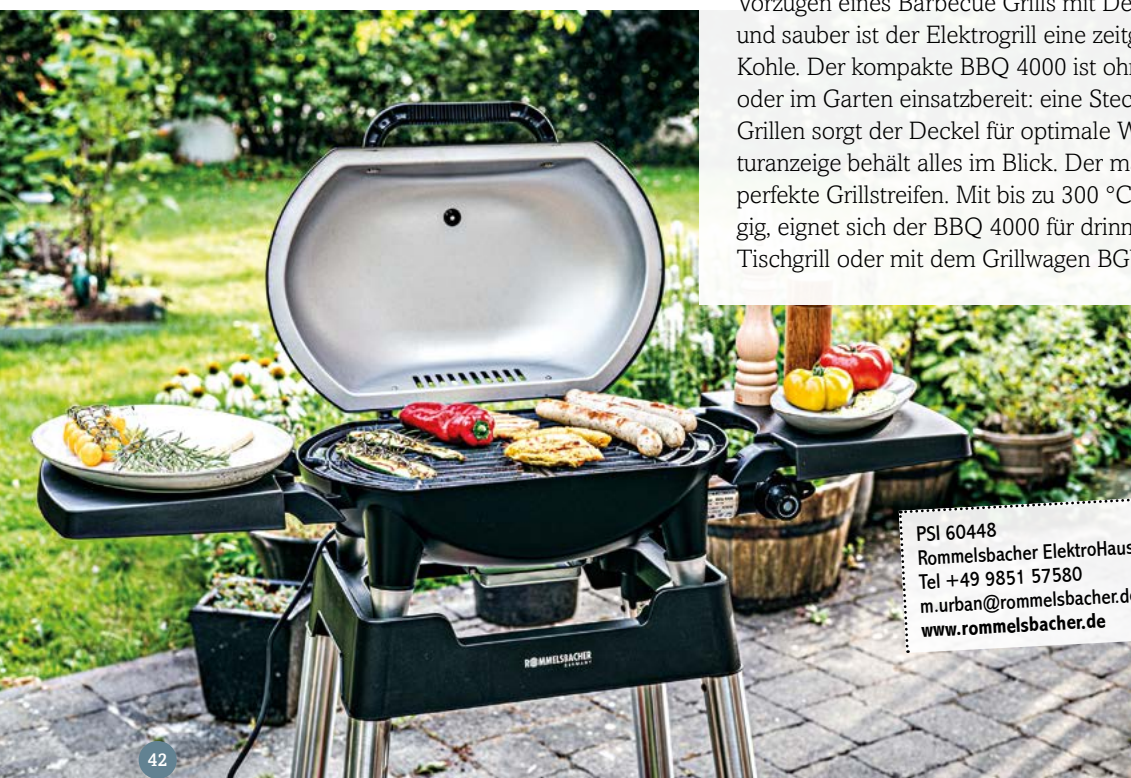 Vorzügen eines Barbecue Grills mit De
und sauber ist der Elektrogrill eine zeitg
Kohle. Der kompakte BBQ 4000 ist ohn
oder im Garten einsatzbereit: eine Stec
Grillen sorgt der Deckel für optimale W
turanzeige behält alles im Blick. Der m
perfekte Grillstreifen. Mit bis zu 300 °C
gig, eignet sich der BBQ 4000 für drinn
Tischgrill oder mit dem Grillwagen BG
PSI 60448
Rommelsbacher ElektroHaus
Tel +49 9851 57580
m.urban@rommelsbacher.de
www.rommelsbacher.de
ROMMELSBACHER
GERMANY
42